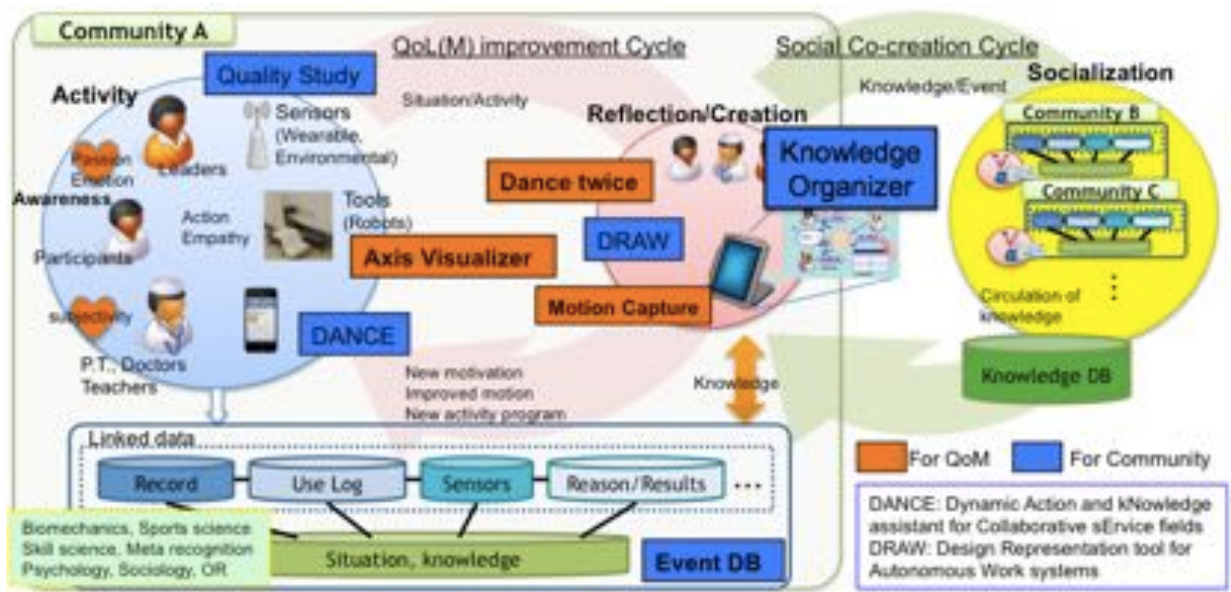 Community A
QoL(M) improvement Cycle
Social Co-creation Cycle
Quality Study
Activity
Sensors
(Wearable,
Environmental)
Leaders
Passion
Emotion
Awareness
Action
Empathy
Tools
(Robots)
Participants
subjectivity
P.T., Doctors
Teachers
DANCE
Axis Visualizer
Situation/Activity
Reflection/Creation
Dance twice
DRAW
Motion Capture
Knowledge
Organizer
Knowledge/Event
Socialization
Community B
Community C
Circulation of
knowledge
Knowledge DB
New motivation
Improved motion
New activity program
Knowledge
Linked data
Record
Use Log
Sensors
Reason/Results
...
Situation, knowledge
Event DB
Biomechanics, Sports science
Skill science, Meta recognition
Psychology, Sociology, OR
For QoM
For Community
DANCE: Dynamic Action and kNowledge
assistant for Collaborative sErvice fields
DRAW: Design Representation tool for
Autonomous Work systems